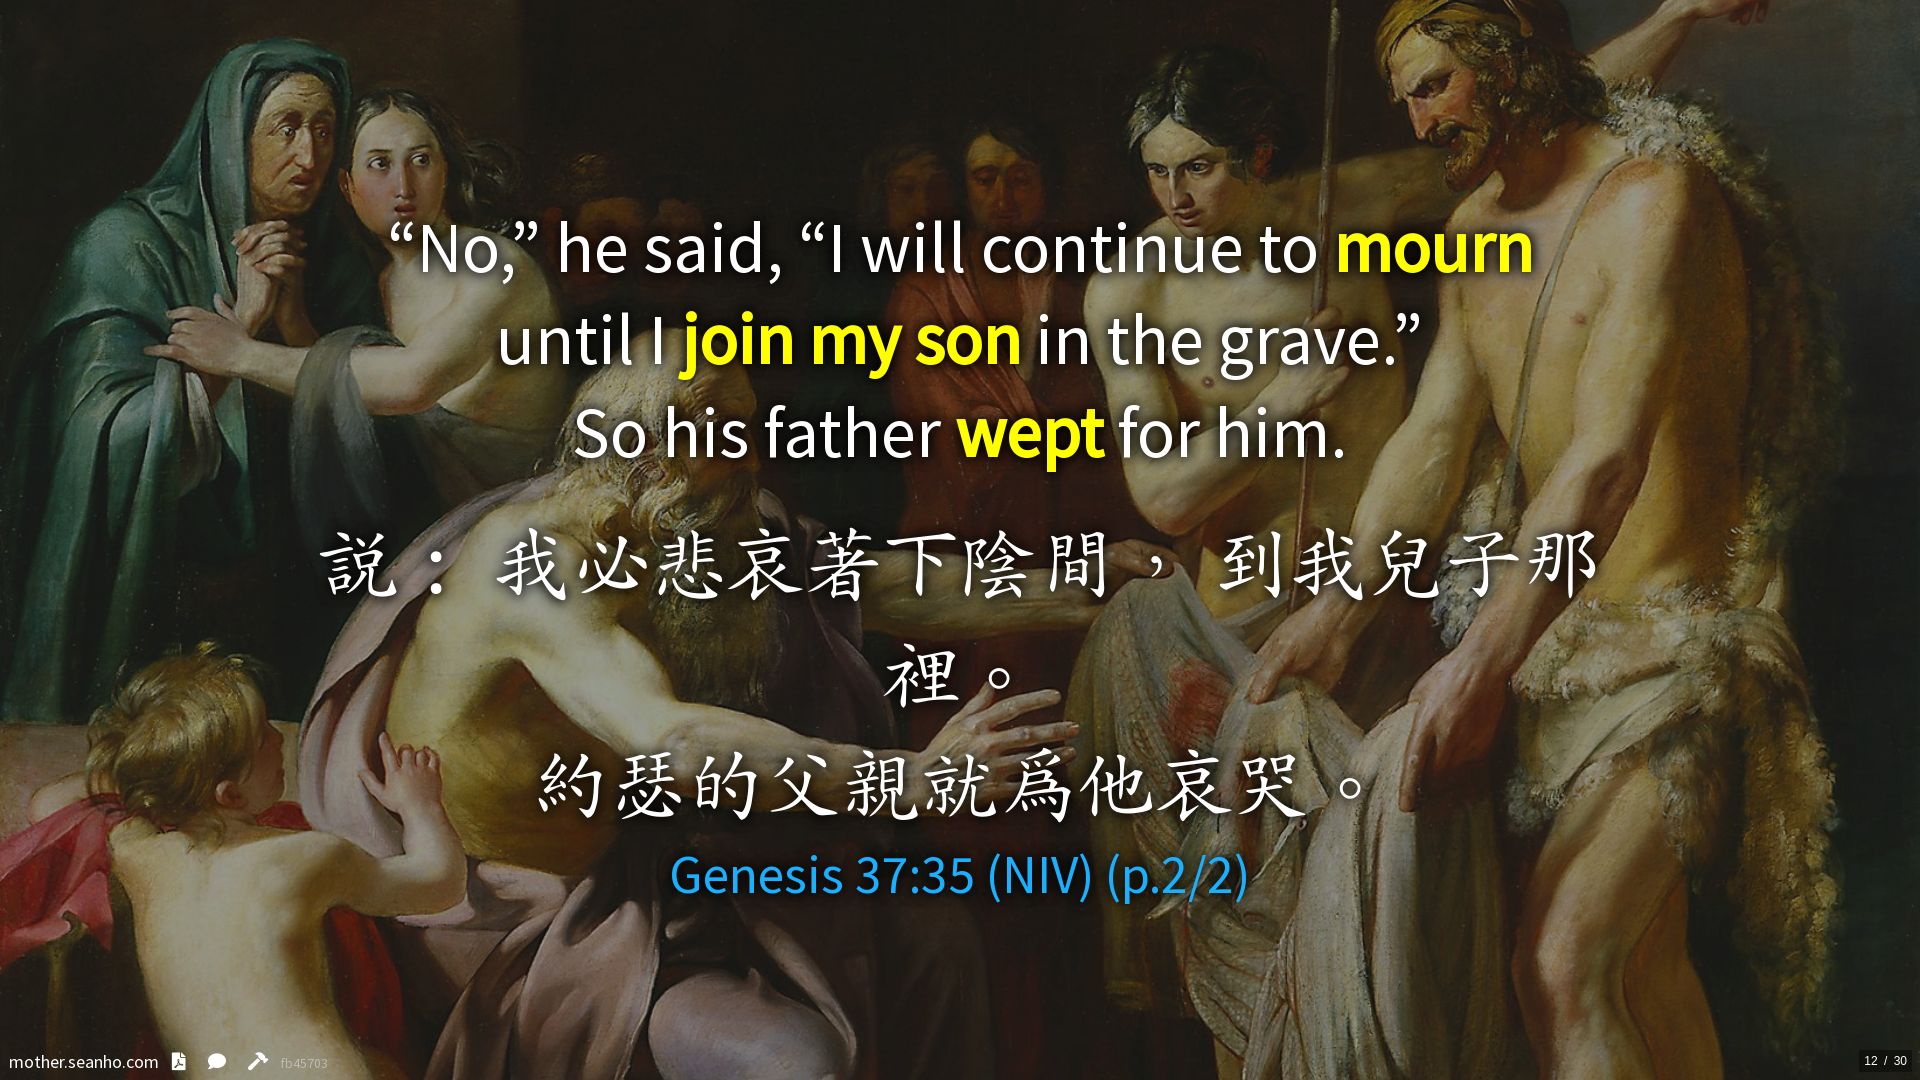 “No,” he said, “I will continue to mourn
until I join my son in the grave.”
So his father wept for him.
説：我必悲哀著下陰間，到我兒子那
裡。
約瑟的父親就爲他哀哭。
Genesis 37:35 (NIV) (p.2/2)
mother.seanho.com fb45703
12 / 30